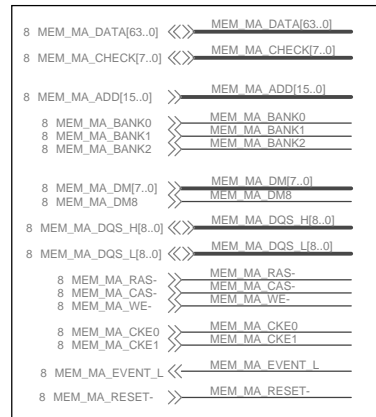 8 MEM_MA_DATA[63..0] MEM_MA_DATA[63..0]
8 MEM_MA_CHECK[7..0] MEM_MA_CHECK[7..0]
8 MEM_MA_ADD[15..0] MEM_MA_ADD[15..0]
8 MEM_MA_BANK0 MEM_MA_BANK0
8 MEM_MA_BANK1 MEM_MA_BANK1
8 MEM_MA_BANK2 MEM_MA_BANK2
8 MEM_MA_DM[7..0] MEM_MA_DM[7..0]
8 MEM_MA_DM8 MEM_MA_DM8
8 MEM_MA_DQS_H[8..0] MEM_MA_DQS_H[8..0]
8 MEM_MA_DQS_L[8..0] MEM_MA_DQS_L[8..0]
8 MEM_MA_RAS- MEM_MA_RAS-
8 MEM_MA_CAS- MEM_MA_CAS-
8 MEM_MA_WE- MEM_MA_WE-
8 MEM_MA_CKE0 MEM_MA_CKE0
8 MEM_MA_CKE1 MEM_MA_CKE1
8 MEM_MA_EVENT_L MEM_MA_EVENT_L
8 MEM_MA_RESET- MEM_MA_RESET-